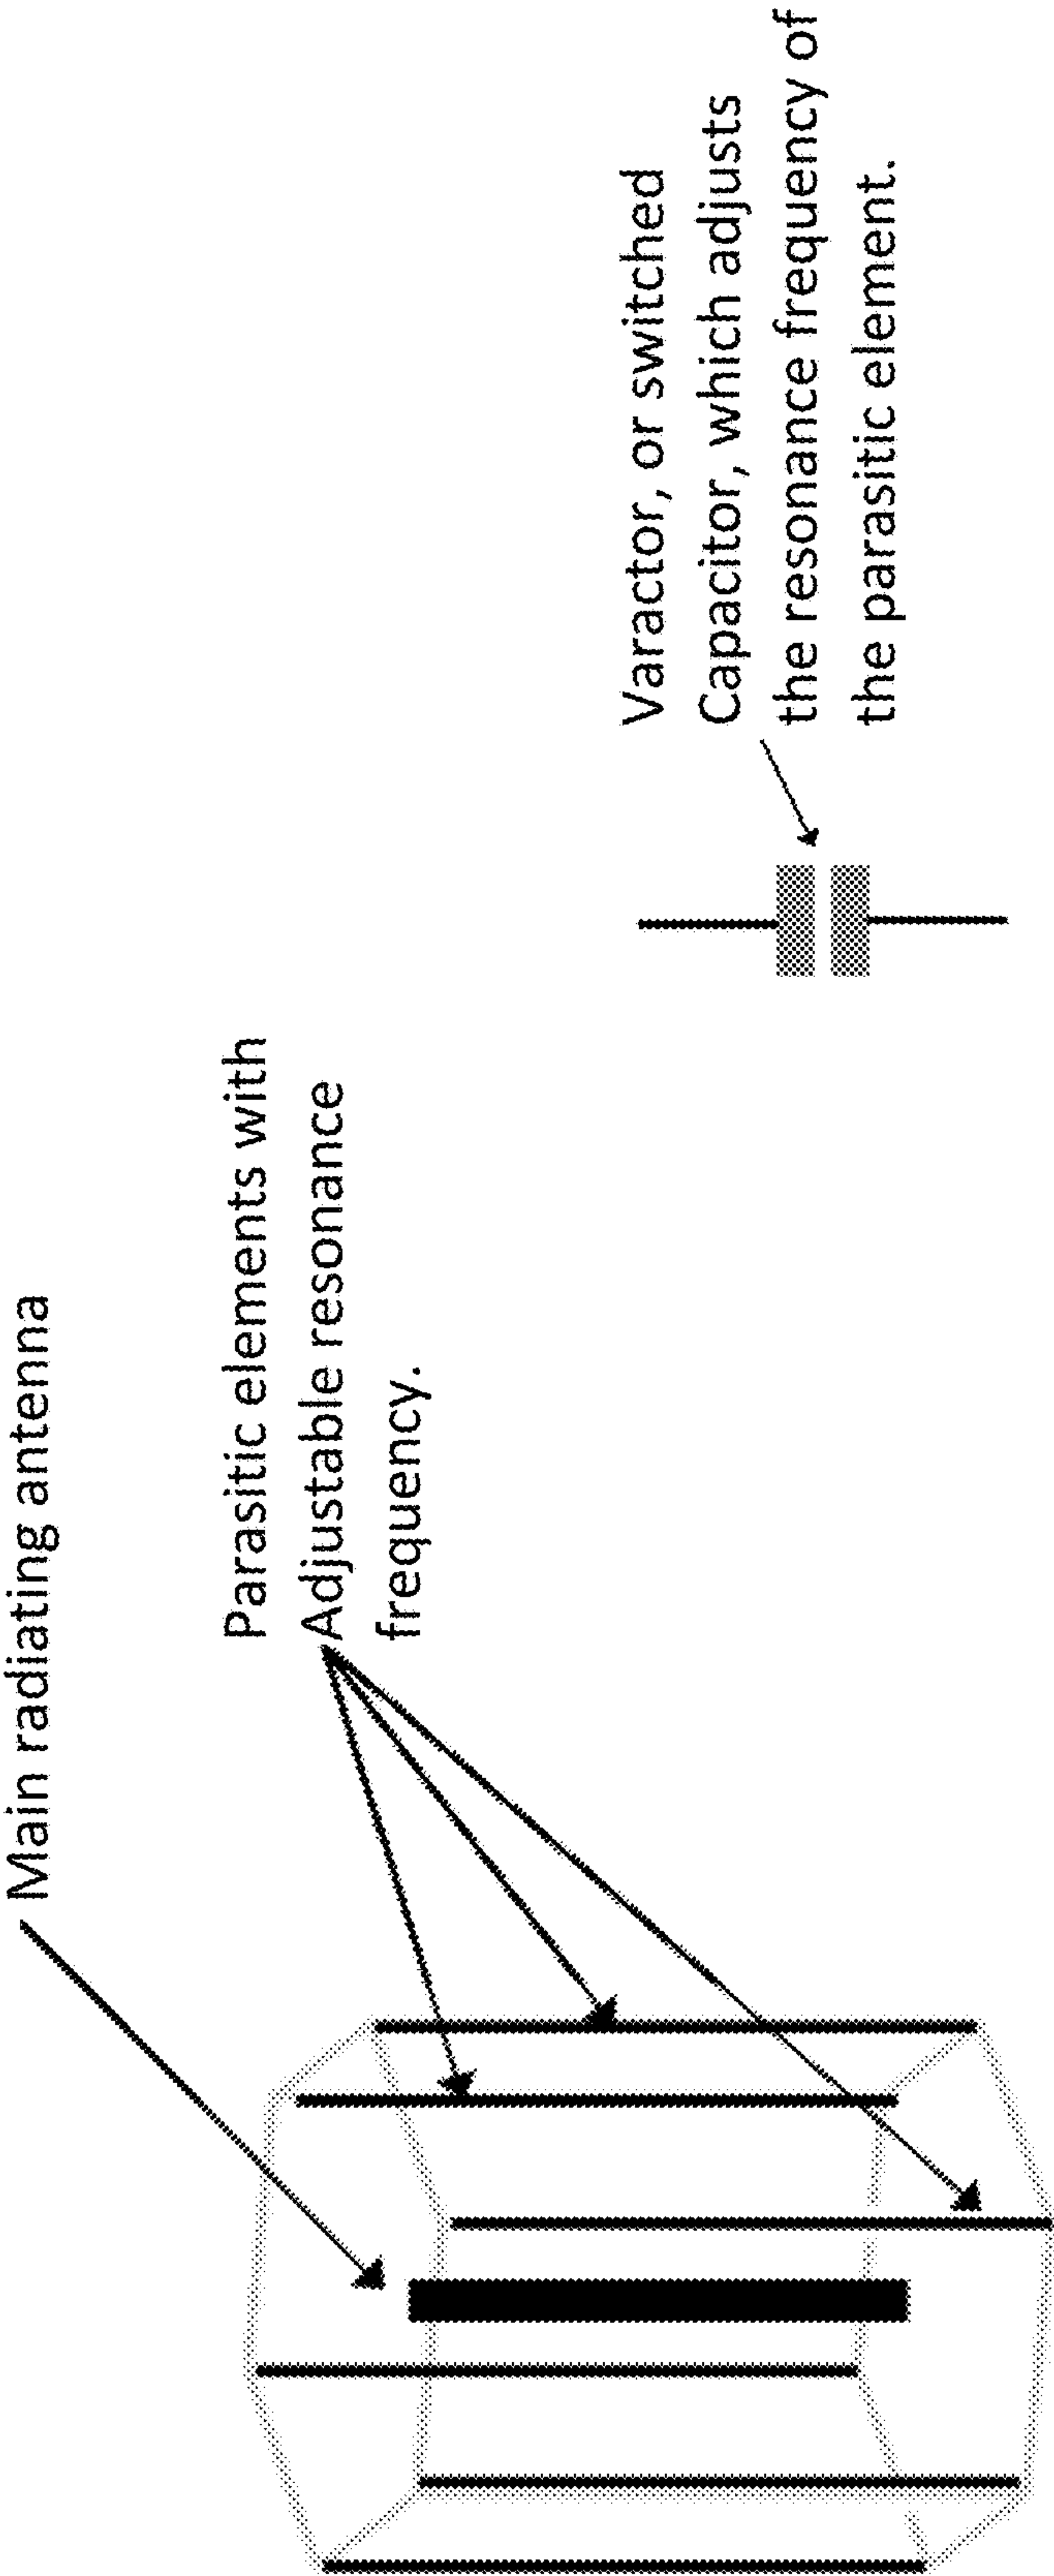 Main radiating antenna
Parasitic elements with
Adjustable resonance
frequency.
Varactor, or switched
Capacitor, which adjusts
the resonance frequency of
the parasitic element.